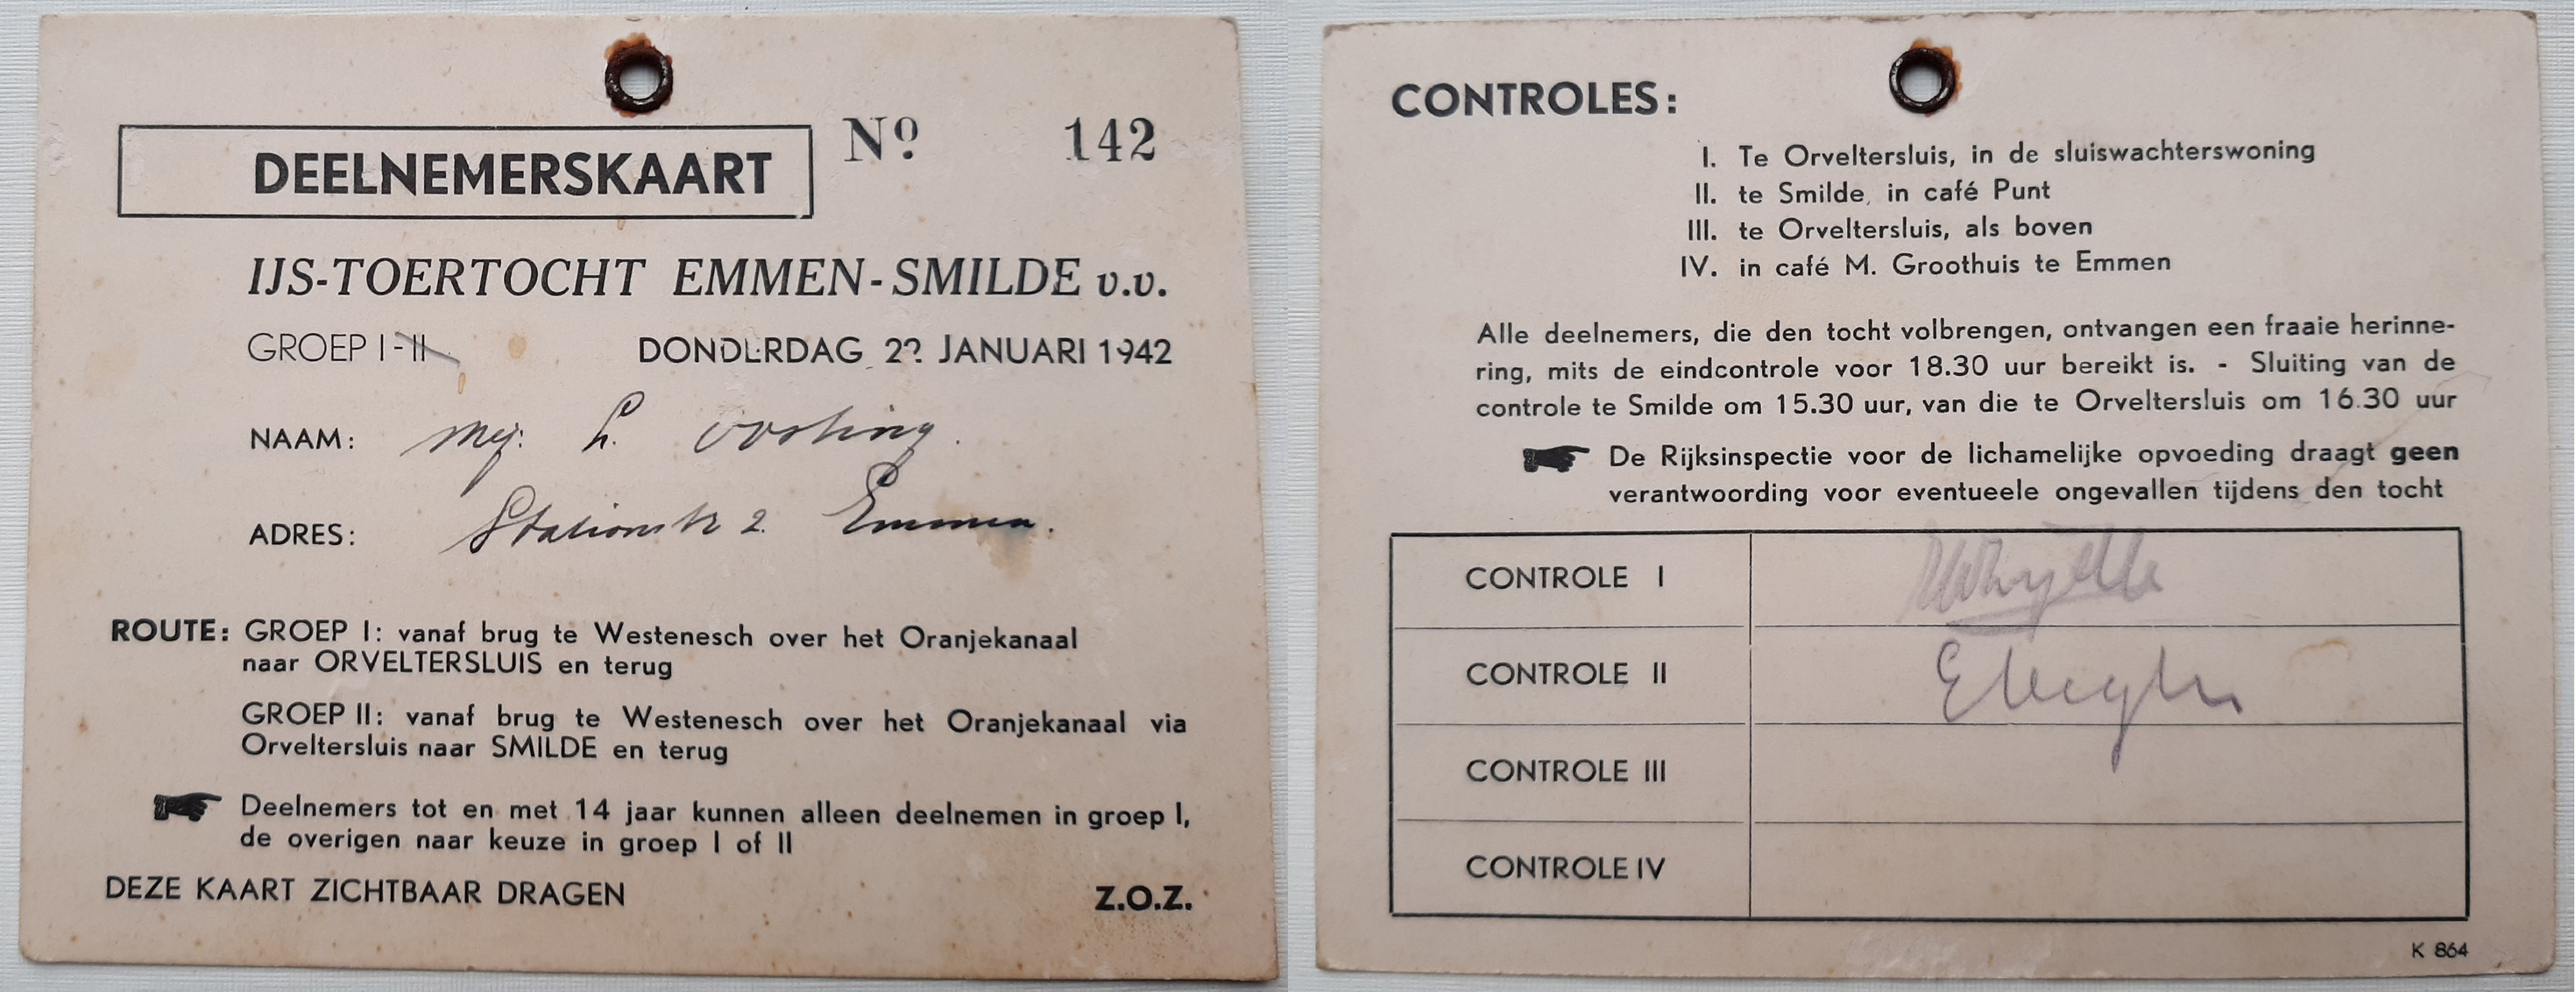 DEELNEMERSKAART
Nº 142
IJS-TOERTOCHT EMMEN-SMILDE v.v.
GROEP I-II DONDERDAG 22 JANUARI 1942
NAAM: Mej. L. Oosting.
ADRES: Stationstr 2. Emmen.
ROUTE: GROEP I: vanaf brug te Westenesch over het Oranjekanaal
naar ORVELTERSLUIS en terug
GROEP II: vanaf brug te Westenesch over het Oranjekanaal via
Orveltersluis naar SMILDE en terug
Deelnemers tot en met 14 jaar kunnen alleen deelnemen in groep I,
de overigen naar keuze in groep I of II
DEZE KAART ZICHTBAAR DRAGEN Z.O.Z.
CONTROLES:
I. Te Orveltersluis, in de sluiswachterswoning
II. te Smilde, in café Punt
III. te Orveltersluis, als boven
IV. in café M. Groothuis te Emmen
Alle deelnemers, die den tocht volbrengen, ontvangen een fraaie herinne-
ring, mits de eindcontrole voor 18.30 uur bereikt is. - Sluiting van de
controle te Smilde om 15.30 uur, van die te Orveltersluis om 16.30 uur
De Rijksinspectie voor de lichamelijke opvoeding draagt geen
verantwoording voor eventueele ongevallen tijdens den tocht
CONTROLE I
CONTROLE II
CONTROLE III
CONTROLE IV
K 864